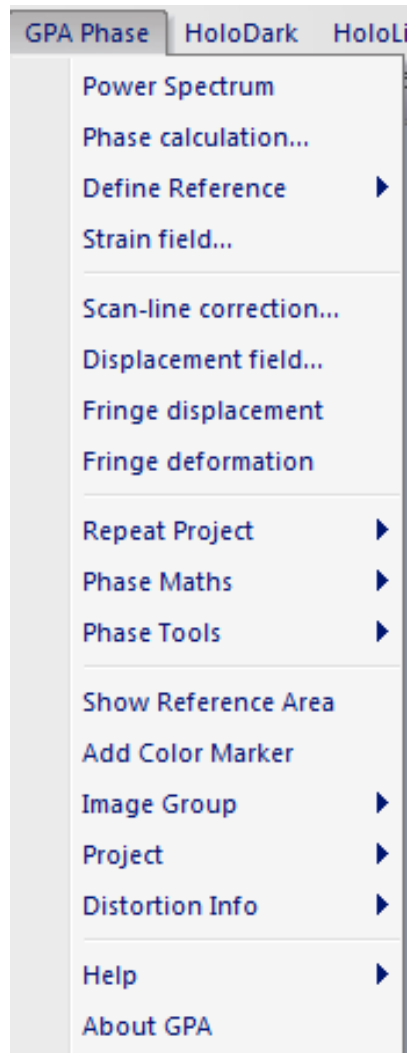 GPA Phase HoloDark HoloLi
Power Spectrum
Phase calculation...
Define Reference
Strain field...
Scan-line correction...
Displacement field...
Fringe displacement
Fringe deformation
Repeat Project
Phase Maths
Phase Tools
Show Reference Area
Add Color Marker
Image Group
Project
Distortion Info
Help
About GPA